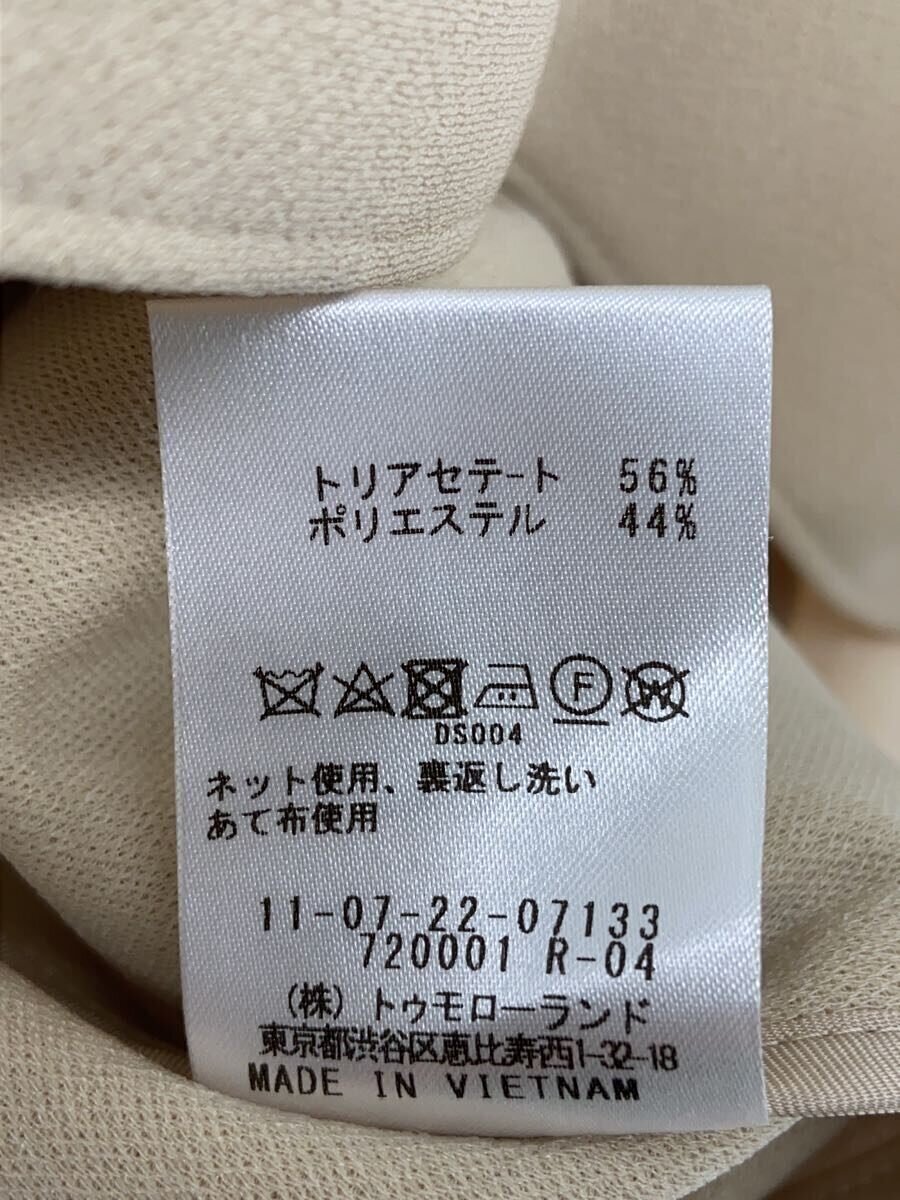 トリアセテート 56%
ポリエステル 44%
F W
DS004
ネット使用、裏返し洗い
あて布使用
11-07-22-07133
720001 R-04
(株) トゥモローランド
東京都渋谷区恵比寿西1-32-18
MADE IN VIETNAM